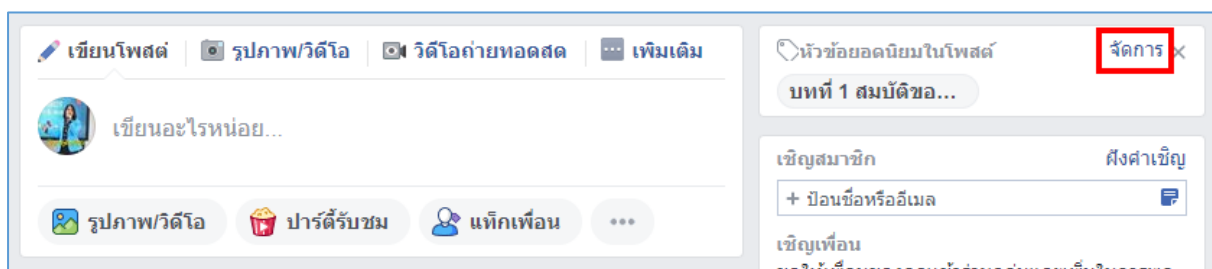 เขียนโพสต์ รูปภาพ/วิดีโอ วิดีโอถ่ายทอดสด เพิ่มเติม
เขียนอะไรหน่อย...
รูปภาพ/วิดีโอ ปาร์ตี้รับชม แท็กเพื่อน
หัวข้อยอดนิยมในโพสต์ จัดการ
บทที่ 1 สมบัติขอ...
เชิญสมาชิก ฝังคำเชิญ
+ ป้อนชื่อหรืออีเมล
เชิญเพื่อน